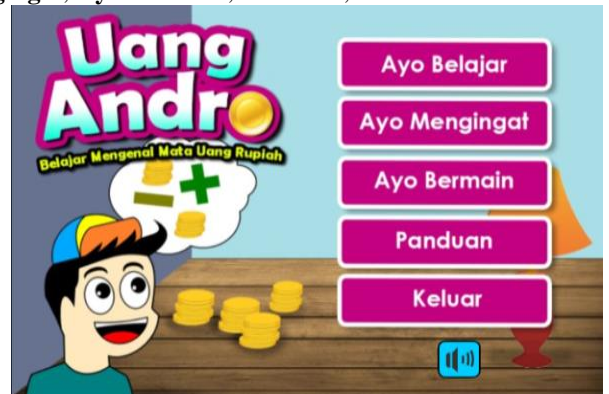 Uang
Andro
Belajar Mengenal Mata Uang Rupiah
Ayo Belajar
Ayo Mengingat
Ayo Bermain
Panduan
Keluar